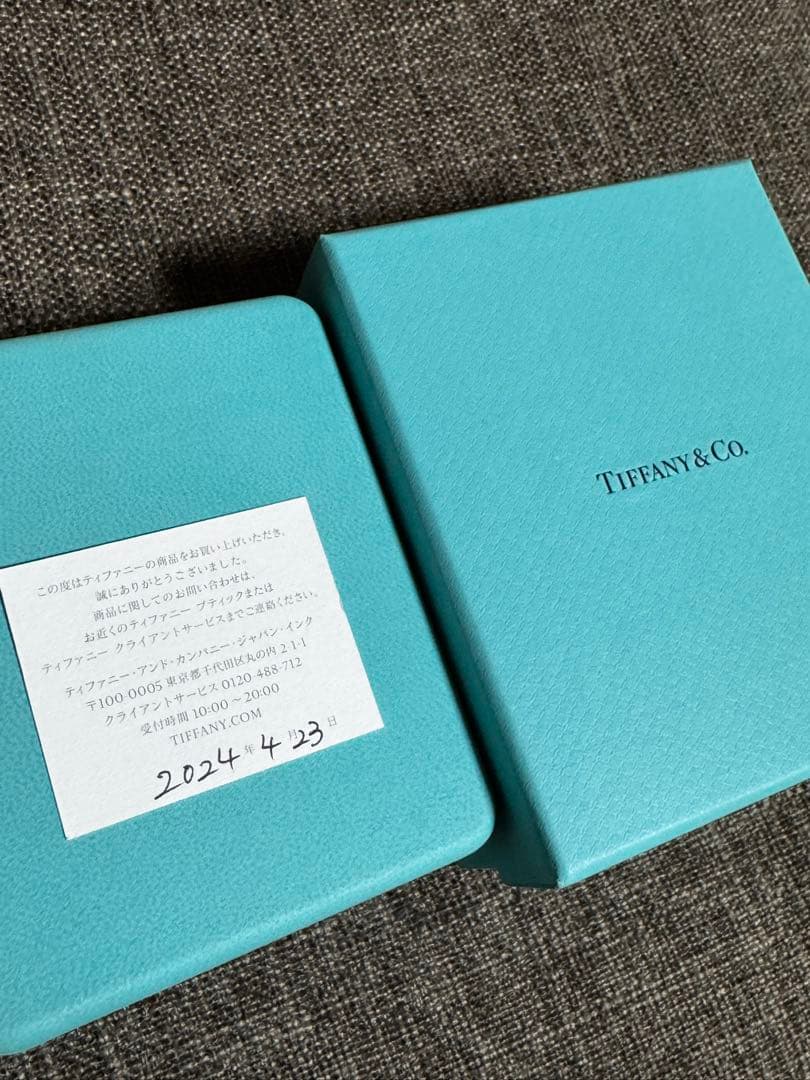 この度はティファニーの商品をお買い上げいただき、
誠にありがとうございました。
商品に関してのお問い合わせは、
お近くのティファニー ブティックまたは
ティファニー クライアントサービスまでご連絡ください。
ティファニー・アンド・カンパニー・ジャパン・インク
〒100-0005 東京都千代田区丸の内 2-1-1
クライアントサービス 0120-488-712
受付時間 10:00～20:00
TIFFANY.COM
2024年4月23日
TIFFANY & CO.